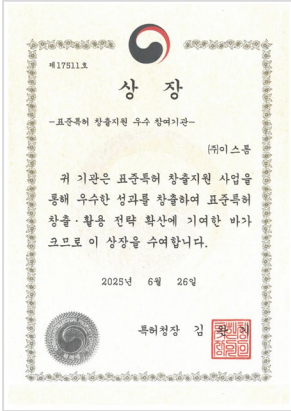 제17511호
상 장
-표준특허 창출지원 우수 참여기관-
㈜이스톰
귀 기관은 표준특허 창출지원 사업을
통해 우수한 성과를 창출하여 표준특허
창출·활용 전략 확산에 기여한 바가
크므로 이 상장을 수여합니다.
2025년 6월 26일
특허청장 김